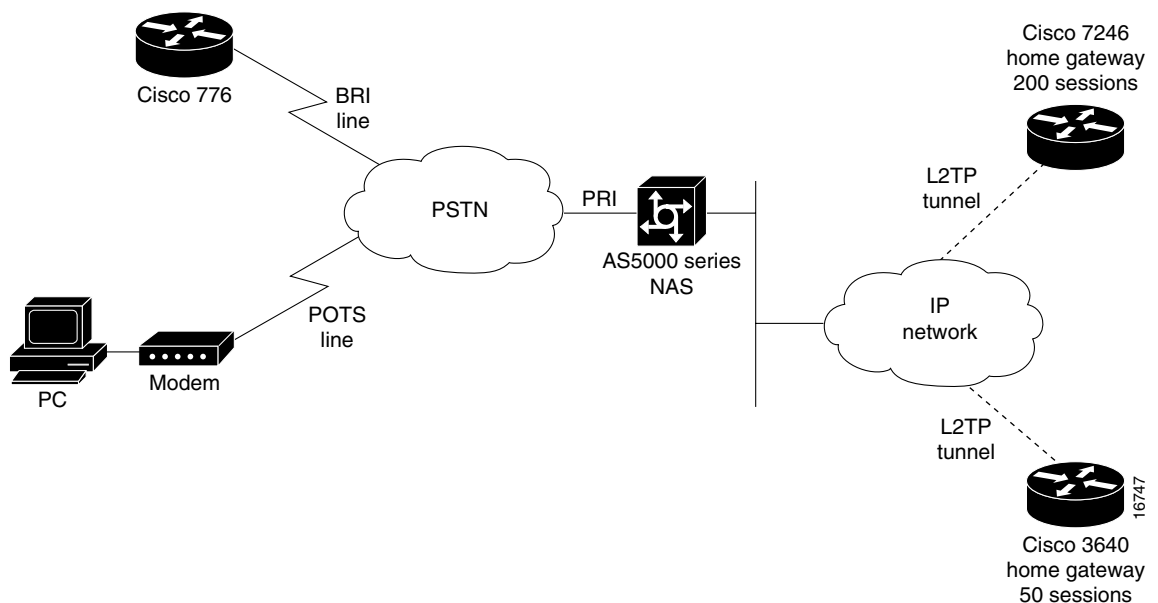 Cisco 7246
home gateway
200 sessions
Cisco 776
BRI
line
L2TP
tunnel
PSTN
PRI
AS5000 series
NAS
IP
network
POTS
line
PC
Modem
L2TP
tunnel
16747
Cisco 3640
home gateway
50 sessions